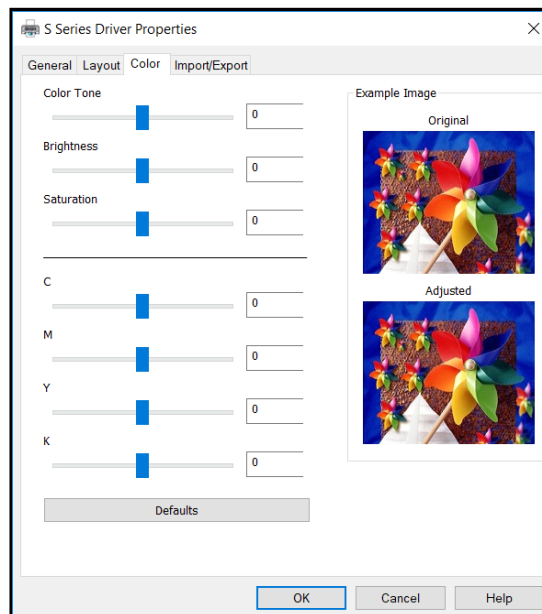 S Series Driver Properties
General Layout Color Import/Export
Color Tone
0
Brightness
0
Saturation
0
C
0
M
0
Y
0
K
0
Defaults
Example Image
Original
Adjusted
OK Cancel Help